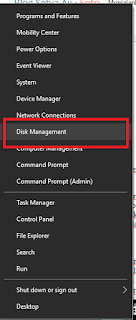 Programs and Features
Mobility Center
Power Options
Event Viewer
System
Device Manager
Network Connections
Disk Management
Computer Management
Command Prompt
Command Prompt (Admin)
Task Manager
Control Panel
File Explorer
Search
Run
Shut down or sign out
Desktop